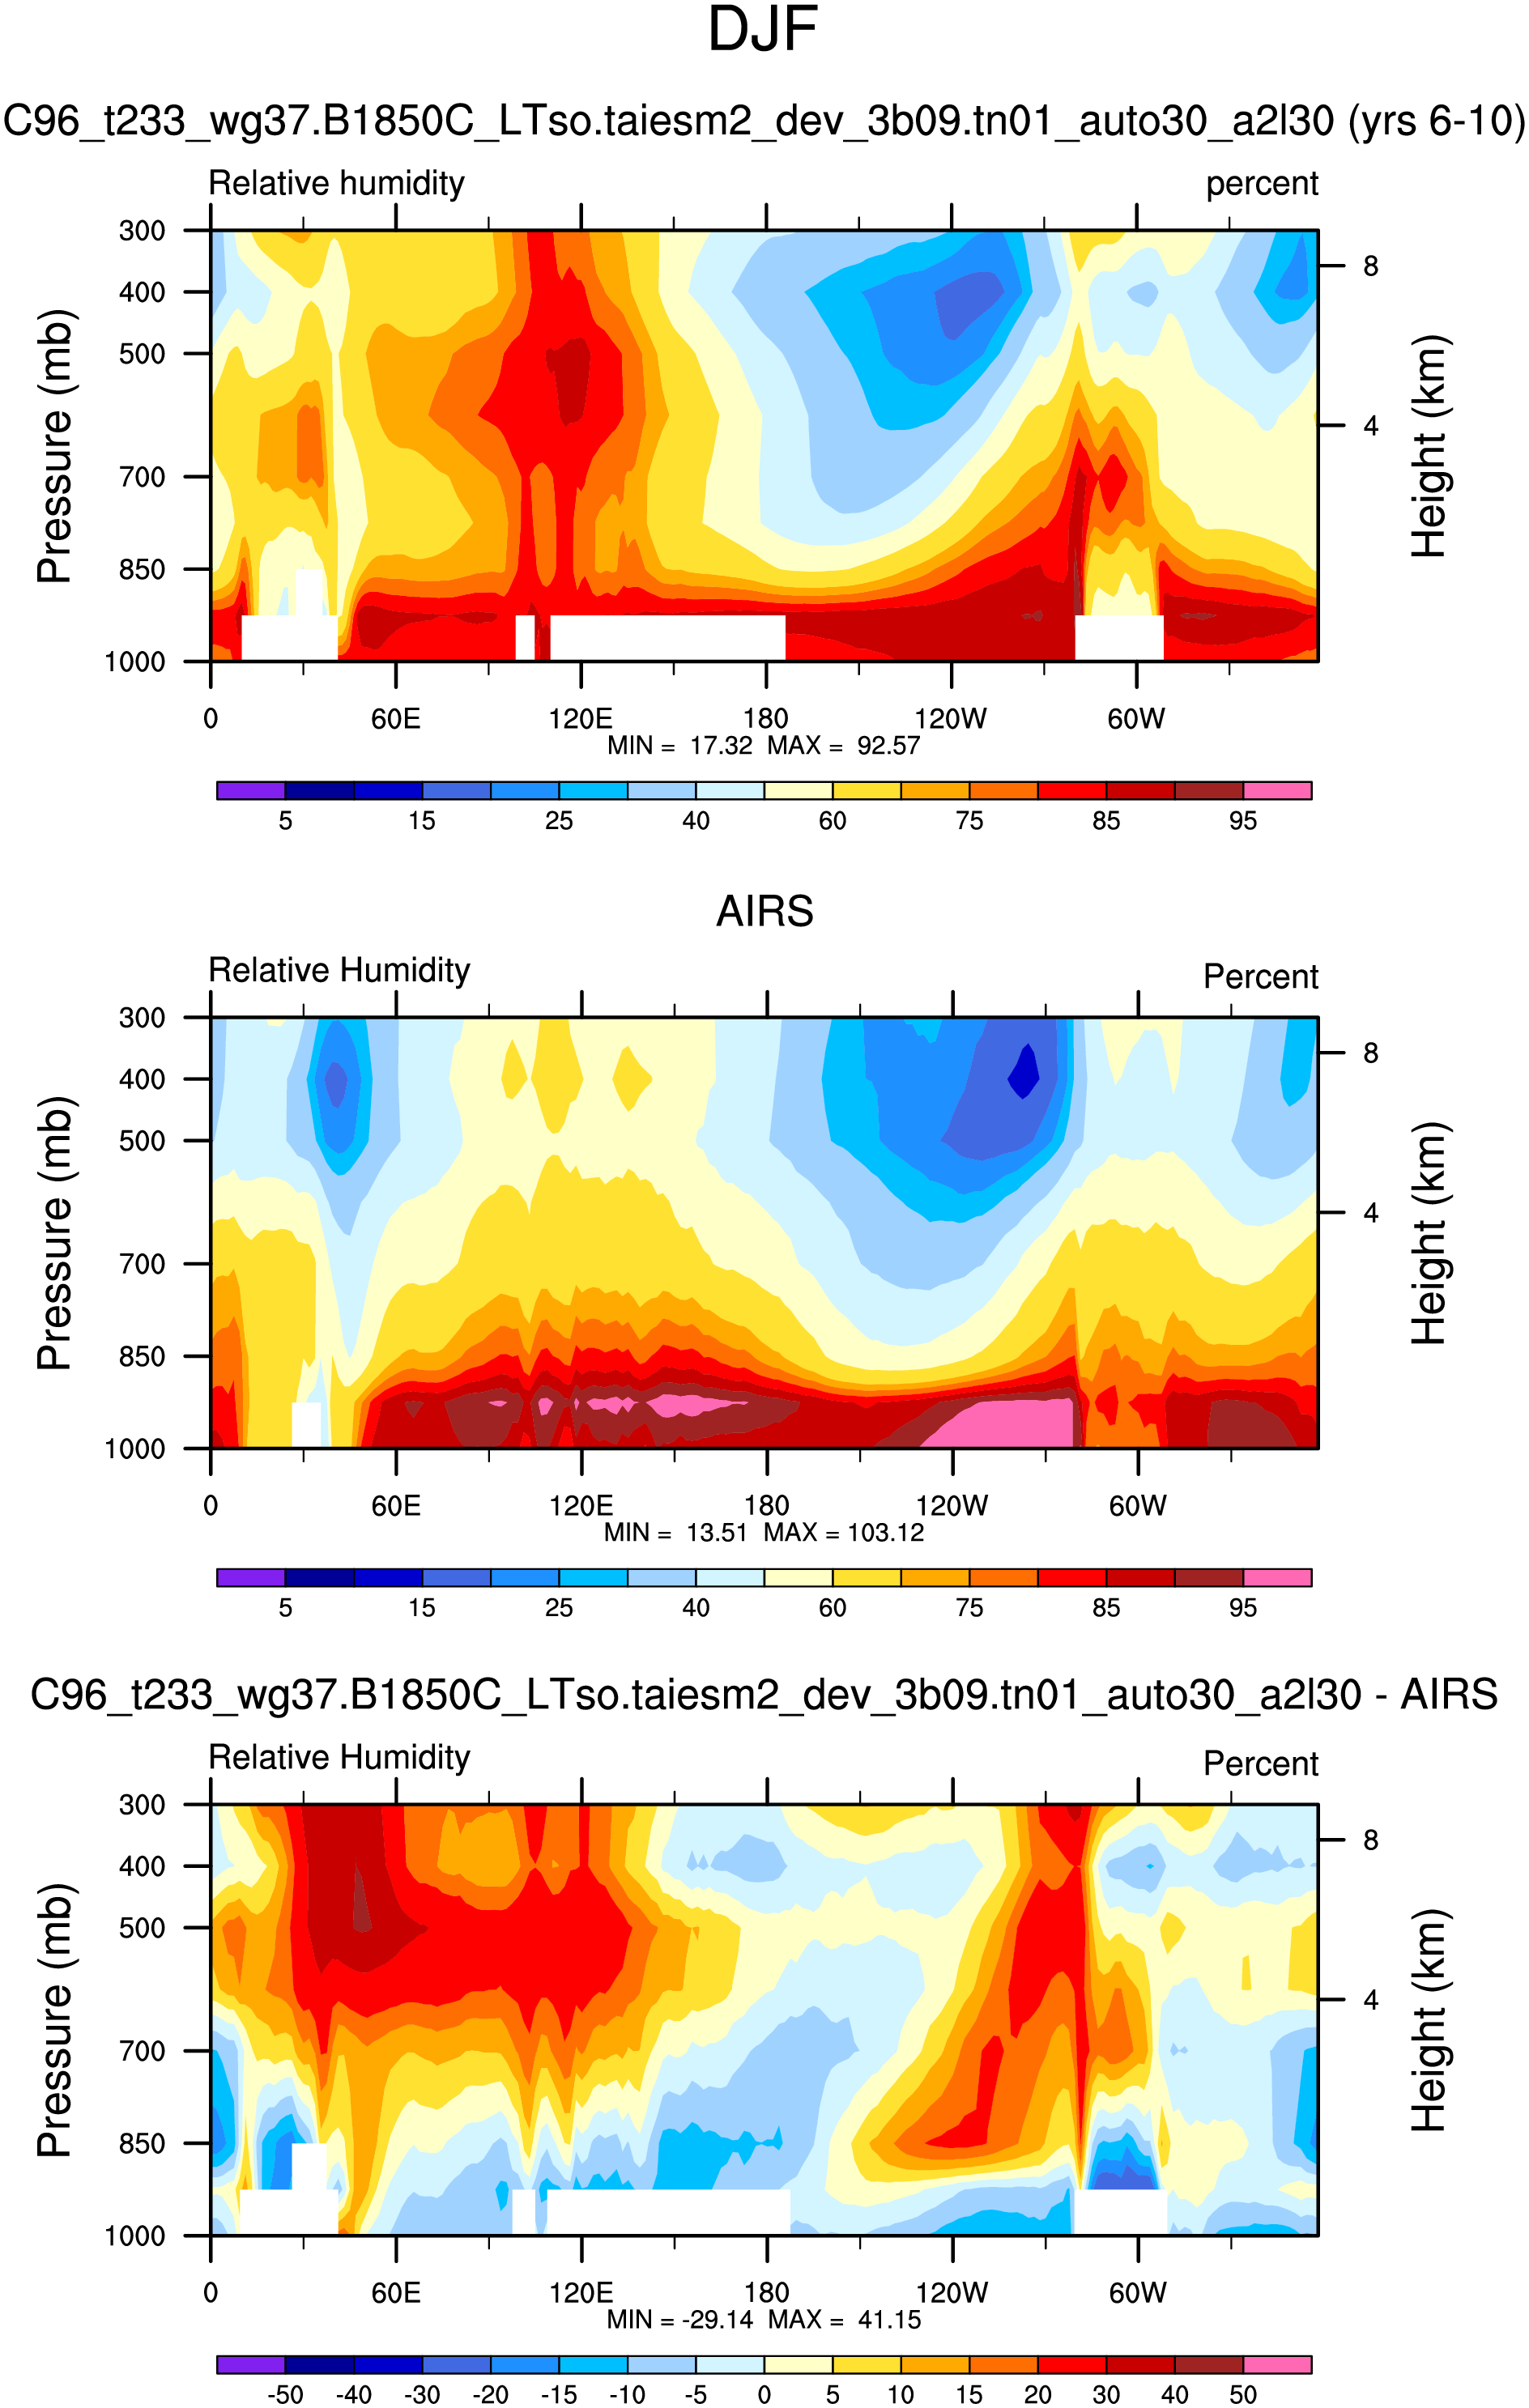 DJF
C96_t233_wg37.B1850C_LTso.taiesm2_dev_3b09.tn01_auto30_a2l30 (yrs 6-10)
Relative humidity percent
Pressure (mb)
300
400
500
700
850
1000
8
4
Height (km)
0 60E 120E 180 120W 60W
MIN = 17.32 MAX = 92.57
5 15 25 40 60 75 85 95
AIRS
Relative Humidity Percent
Pressure (mb)
300
400
500
700
850
1000
8
4
Height (km)
0 60E 120E 180 120W 60W
MIN = 13.51 MAX = 103.12
5 15 25 40 60 75 85 95
C96_t233_wg37.B1850C_LTso.taiesm2_dev_3b09.tn01_auto30_a2l30 - AIRS
Relative Humidity Percent
Pressure (mb)
300
400
500
700
850
1000
8
4
Height (km)
0 60E 120E 180 120W 60W
MIN = -29.14 MAX = 41.15
-50 -40 -30 -20 -15 -10 -5 0 5 10 15 20 30 40 50